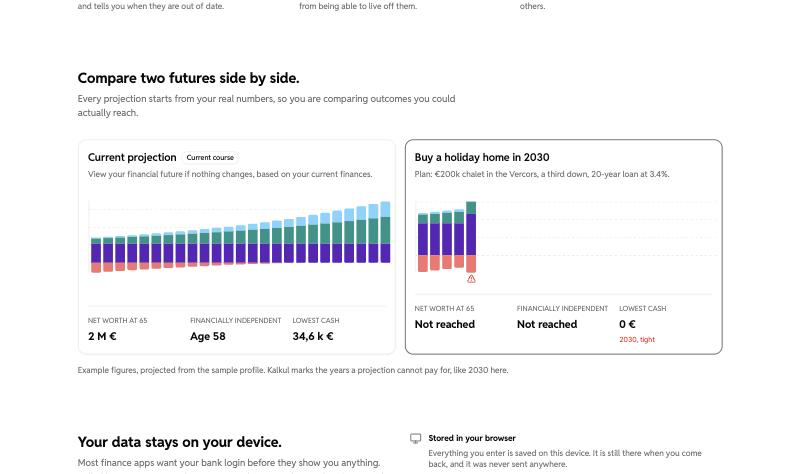 and tells you when they are out of date.
from being able to live off them.
others.
Compare two futures side by side.
Every projection starts from your real numbers, so you are comparing outcomes you could
actually reach.
Current projection
Current course
View your financial future if nothing changes, based on your current finances.
NET WORTH AT 65
FINANCIALLY INDEPENDENT
LOWEST CASH
2 M €
Age 58
34,6 k €
Buy a holiday home in 2030
Plan: €200k chalet in the Vercors, a third down, 20-year loan at 3.4%.
NET WORTH AT 65
FINANCIALLY INDEPENDENT
LOWEST CASH
Not reached
Not reached
0 €
2030, tight
Example figures, projected from the sample profile. Kalkul marks the years a projection cannot pay for, like 2030 here.
Your data stays on your device.
Most finance apps want your bank login before they show you anything.
Stored in your browser
Everything you enter is saved on this device. It is still there when you come
back, and it was never sent anywhere.